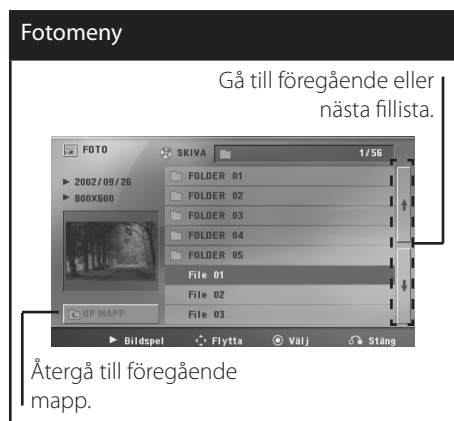 Fotomeny
Gå till föregående eller
nästa fillista.
FOTO
SKIVA
1/56
2002/09/26
800X600
FOLDER 01
FOLDER 02
FOLDER 03
FOLDER 04
FOLDER 05
File 01
File 02
File 03
UP MAPP
Bildspel Flytta Välj Stäng
Återgå till föregående
mapp.